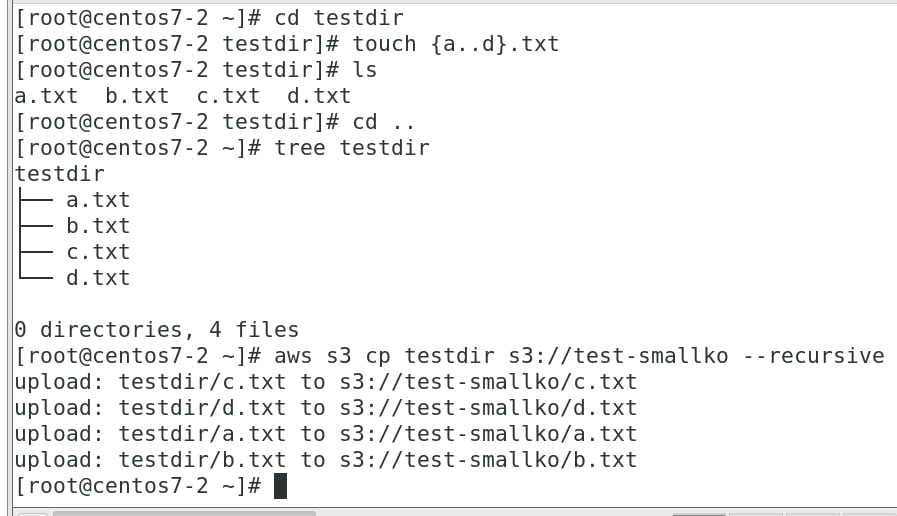 [root@centos7-2 ~]# cd testdir
[root@centos7-2 testdir]# touch {a..d}.txt
[root@centos7-2 testdir]# ls
a.txt  b.txt  c.txt  d.txt
[root@centos7-2 testdir]# cd ..
[root@centos7-2 ~]# tree testdir
testdir
├── a.txt
├── b.txt
├── c.txt
└── d.txt
0 directories, 4 files
[root@centos7-2 ~]# aws s3 cp testdir s3://test-smallko --recursive
upload: testdir/c.txt to s3://test-smallko/c.txt
upload: testdir/d.txt to s3://test-smallko/d.txt
upload: testdir/a.txt to s3://test-smallko/a.txt
upload: testdir/b.txt to s3://test-smallko/b.txt
[root@centos7-2 ~]#